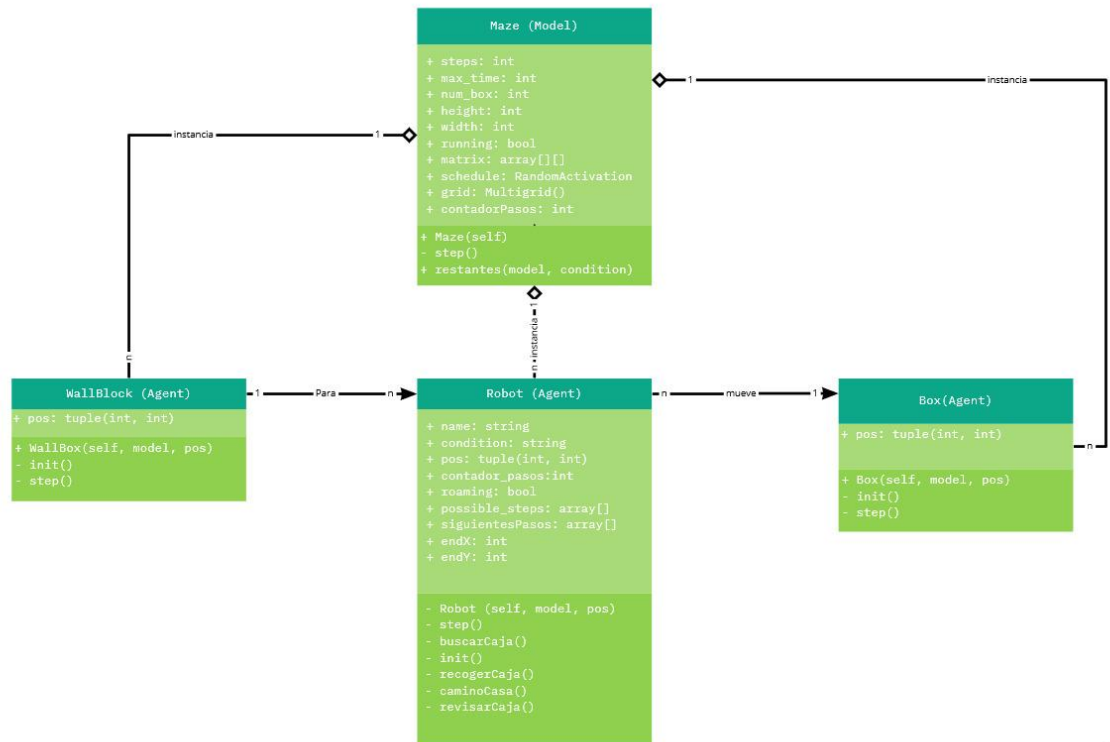 Maze (Model)
+ steps: int
+ max_time: int
+ num_box: int
+ height: int
+ width: int
+ running: bool
+ matrix: array[][]
+ schedule: RandomActivation
+ grid: Multigrid()
+ contadorPasos: int
+ Maze(self)
- step()
+ restantes(model, condition)
instancia
1
n
1
instancia
n
1
instancia
n
WallBlock (Agent)
+ pos: tuple(int, int)
+ WallBox(self, model, pos)
- init()
- step()
1
Para
n
Robot (Agent)
+ name: string
+ condition: string
+ pos: tuple(int, int)
+ contador_pasos:int
+ roaming: bool
+ possible_steps: array[]
+ siguientesPasos: array[]
+ endX: int
+ endY: int
- Robot (self, model, pos)
- step()
- buscarCaja()
- init()
- recogerCaja()
- caminoCasa()
- revisarCaja()
n
mueve
1
Box(Agent)
+ pos: tuple(int, int)
+ Box(self, model, pos)
- init()
- step()